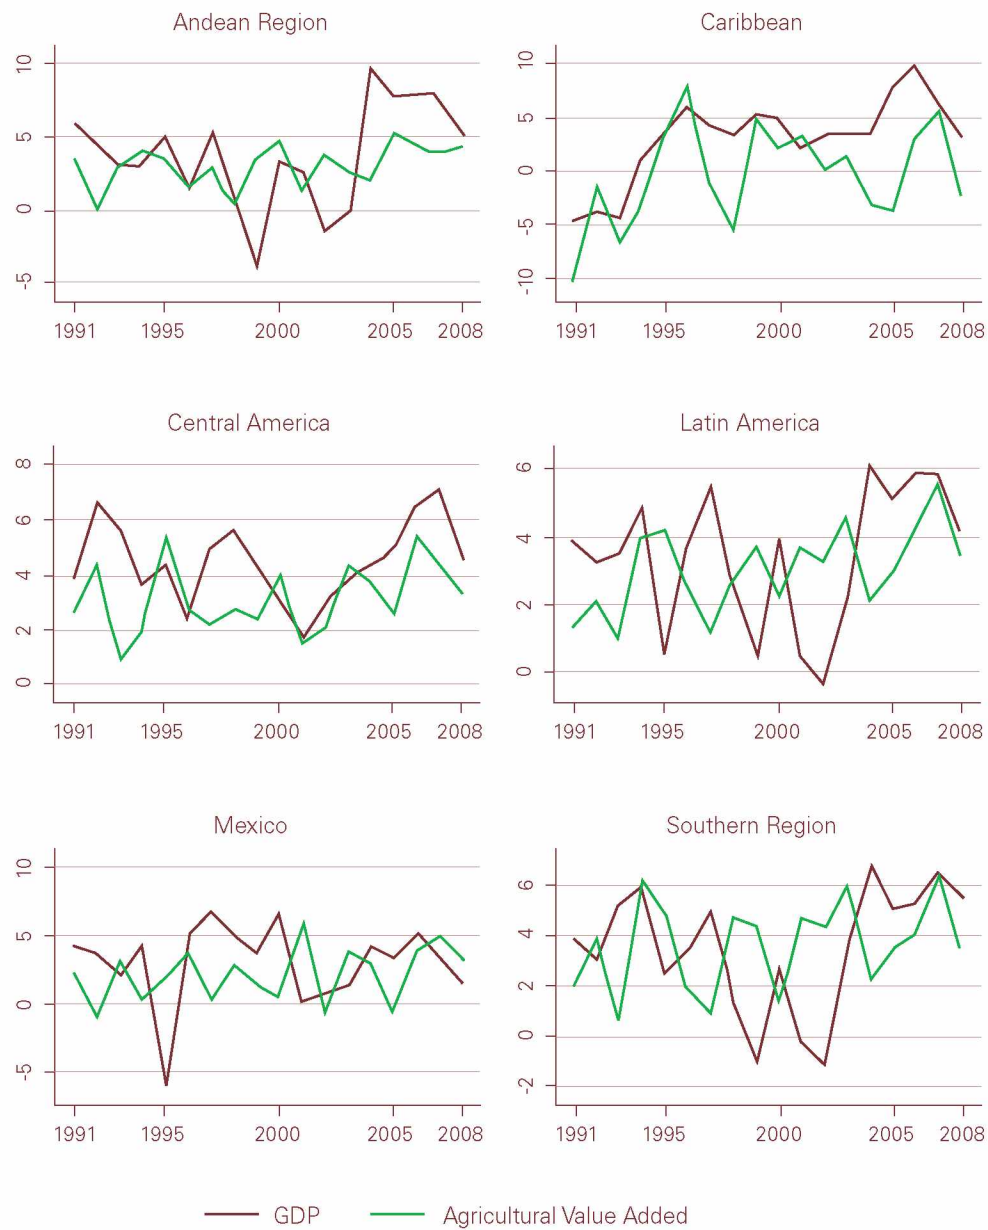 Andean Region
10
5
0
-5
1991 1995 2000 2005 2008
Caribbean
10
5
0
-5
-10
1991 1995 2000 2005 2008
Central America
8
6
4
2
0
1991 1995 2000 2005 2008
Latin America
6
4
2
0
1991 1995 2000 2005 2008
Mexico
10
5
0
-5
1991 1995 2000 2005 2008
Southern Region
6
4
2
0
-2
1991 1995 2000 2005 2008
GDP Agricultural Value Added